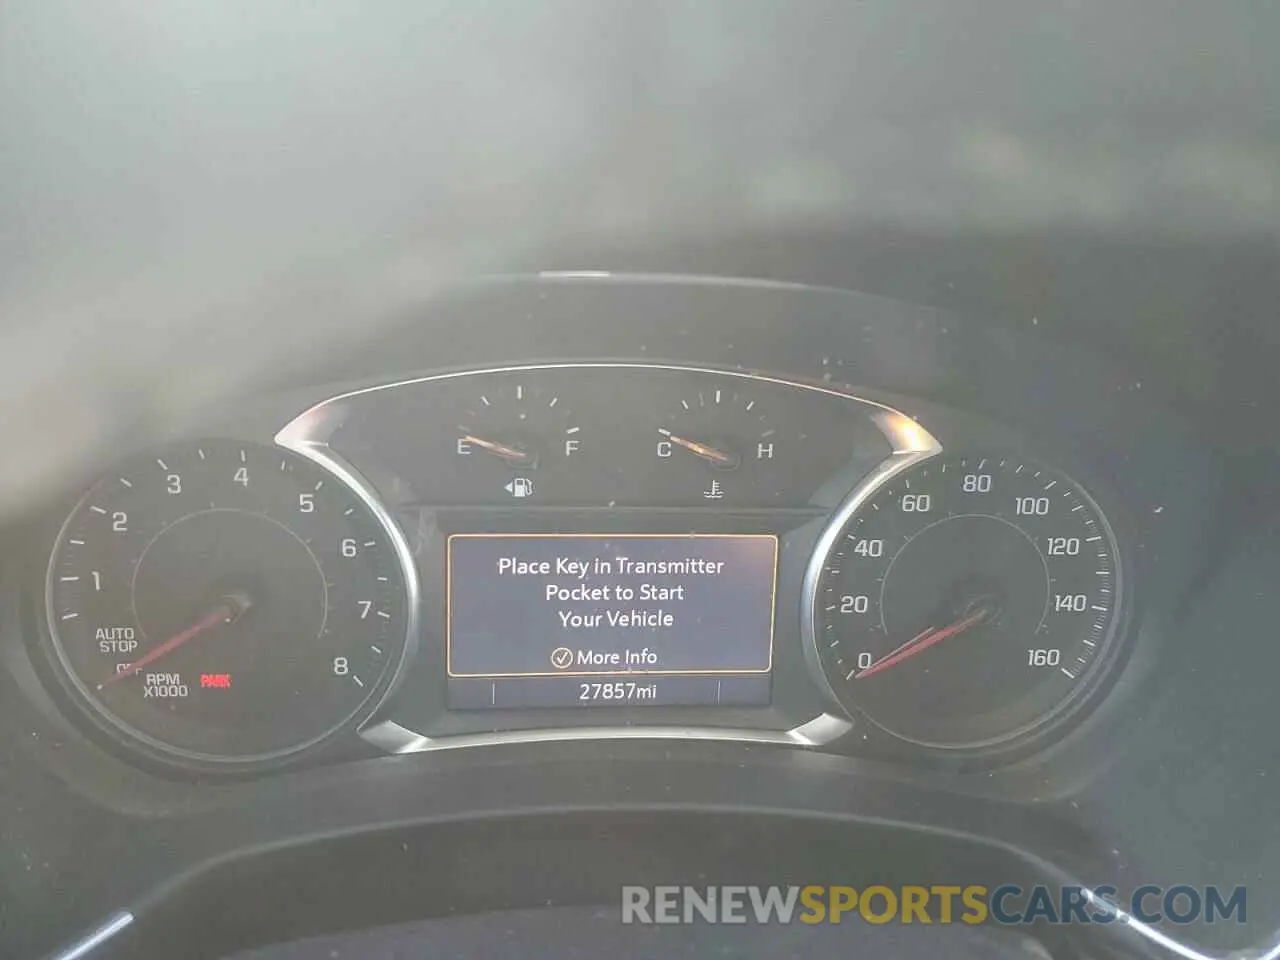 E F
C H
1 2 3 4 5 6 7 8
AUTO
STOP
OFF
RPM
X1000
PARK
Place Key in Transmitter
Pocket to Start
Your Vehicle
More Info
27857mi
0 20 40 60 80 100 120 140 160
RENEWSPORTSCARS.COM